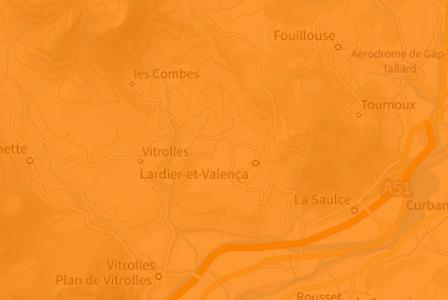 Fouillouse
Aérodrome de Gap-
Tallard
les Combes
Tournoux
Vitrolles
Lardier-et-Valença
A51
La Saulce
Curban
Vitrolles
Plan de Vitrolles
Rousset